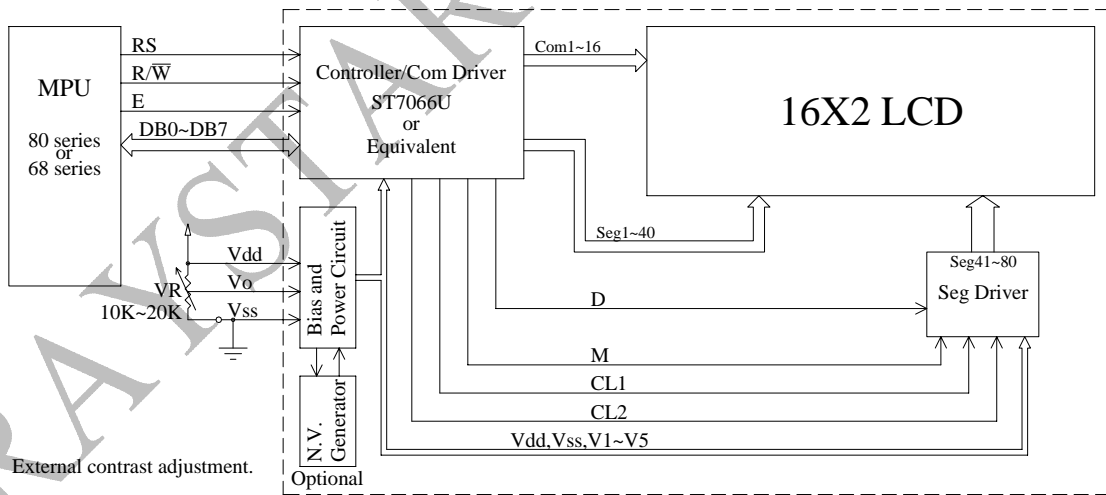 RS
R/W̅
E
DB0~DB7
MPU
80 series
or
68 series
Controller/Com Driver
ST7066U
or
Equivalent
Com1~16
16X2 LCD
Seg1~40
Seg41~80
Seg Driver
Vdd
Vo
Vss
VR
10K~20K
Bias and
Power Circuit
D
M
CL1
CL2
Vdd,Vss,V1~V5
N.V.
Generator
Optional
External contrast adjustment.
RAYSTAR